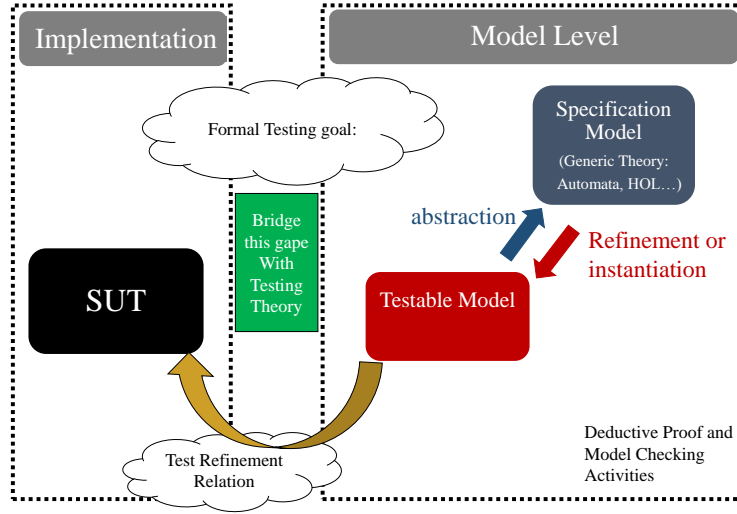 Implementation
Model Level
Formal Testing goal:
Specification
Model
(Generic Theory:
Automata, HOL…)
Bridge
this gape
With
Testing
Theory
abstraction
Refinement or
instantiation
SUT
Testable Model
Test Refinement
Relation
Deductive Proof and
Model Checking
Activities